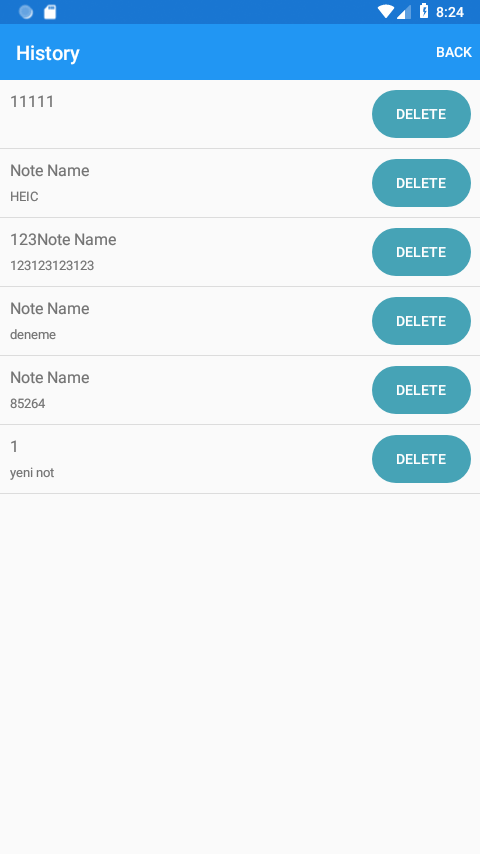 8:24
History
BACK
11111
DELETE
Note Name
HEIC
DELETE
123Note Name
123123123123
DELETE
Note Name
deneme
DELETE
Note Name
85264
DELETE
1
yeni not
DELETE